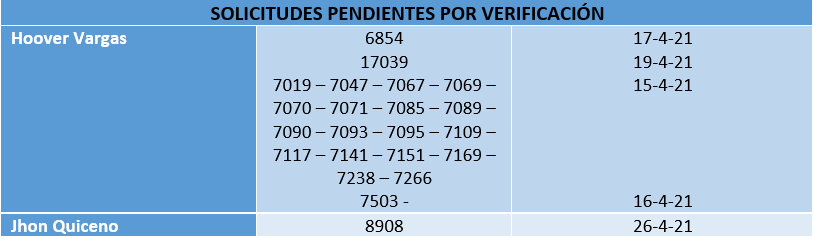 SOLICITUDES PENDIENTES POR VERIFICACIÓN
Hoover Vargas 6854 17-4-21
17039 19-4-21
7019 – 7047 – 7067 – 7069 – 15-4-21
7070 – 7071 – 7085 – 7089 –
7090 – 7093 – 7095 – 7109 –
7117 – 7141 – 7151 – 7169 –
7238 – 7266
7503 - 16-4-21
Jhon Quiceno 8908 26-4-21